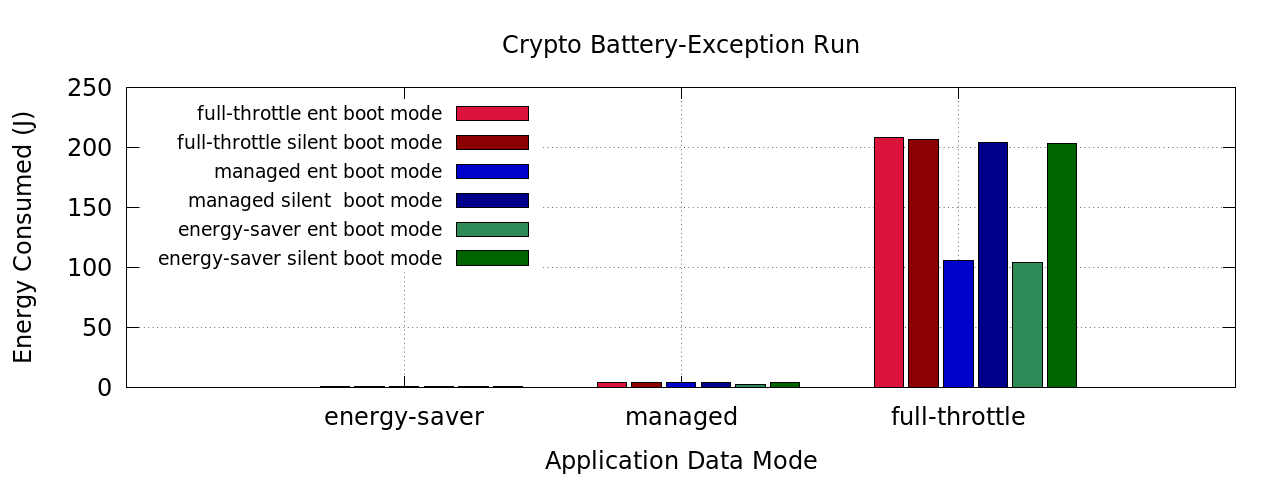 Crypto Battery-Exception Run
Energy Consumed (J)
250
200
150
100
50
0
full-throttle ent boot mode
full-throttle silent boot mode
managed ent boot mode
managed silent  boot mode
energy-saver ent boot mode
energy-saver silent boot mode
energy-saver
managed
full-throttle
Application Data Mode